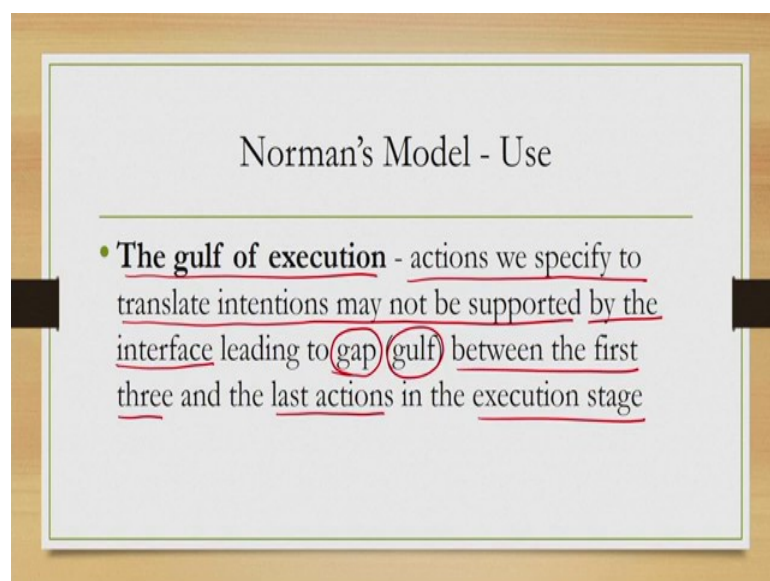 Norman's Model - Use
• The gulf of execution - actions we specify to
translate intentions may not be supported by the
interface leading to gap (gulf) between the first
three and the last actions in the execution stage